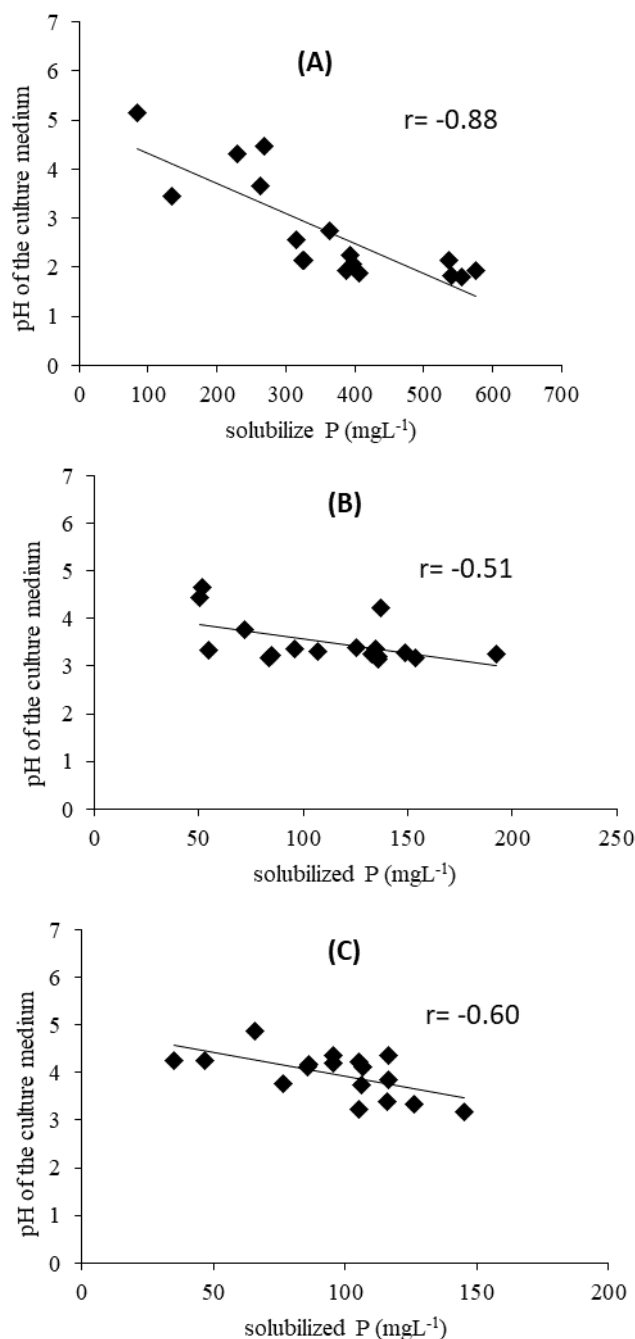 (A)
r= -0.88
pH of the culture medium
7
6
5
4
3
2
1
0
0 100 200 300 400 500 600 700
solubilize P (mgL⁻¹)
(B)
r= -0.51
pH of the culture medium
7
6
5
4
3
2
1
0
0 50 100 150 200 250
solubilized P (mgL⁻¹)
(C)
r= -0.60
pH of the culture medium
7
6
5
4
3
2
1
0
0 50 100 150 200
solubilized P (mgL⁻¹)